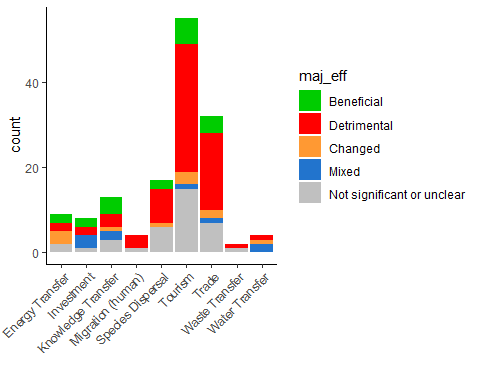 maj_eff
Beneficial
Detrimental
Changed
Mixed
Not significant or unclear
count
40
20
0
Energy Transfer
Investment
Knowledge Transfer
Migration (human)
Species Dispersal
Tourism
Trade
Waste Transfer
Water Transfer